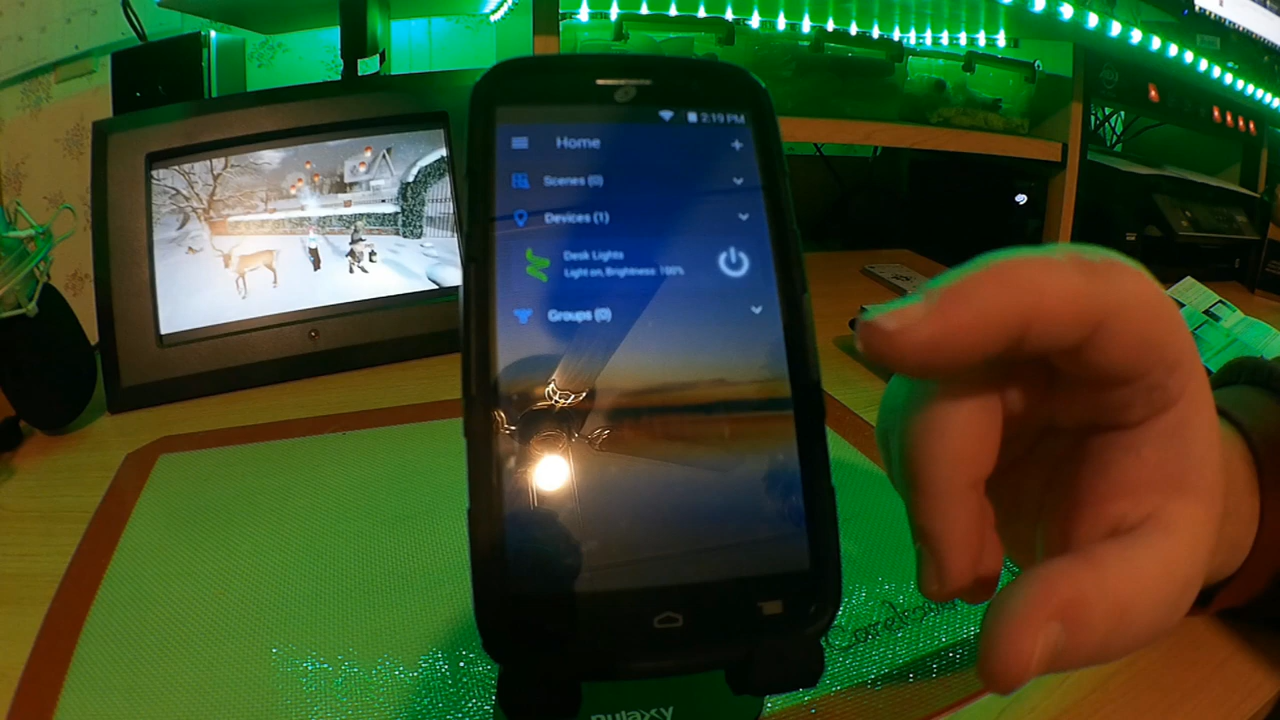 2:19 PM
Home
Scenes (0)
Devices (1)
Desk Lights
Light on, Brightness 100%
Groups (0)